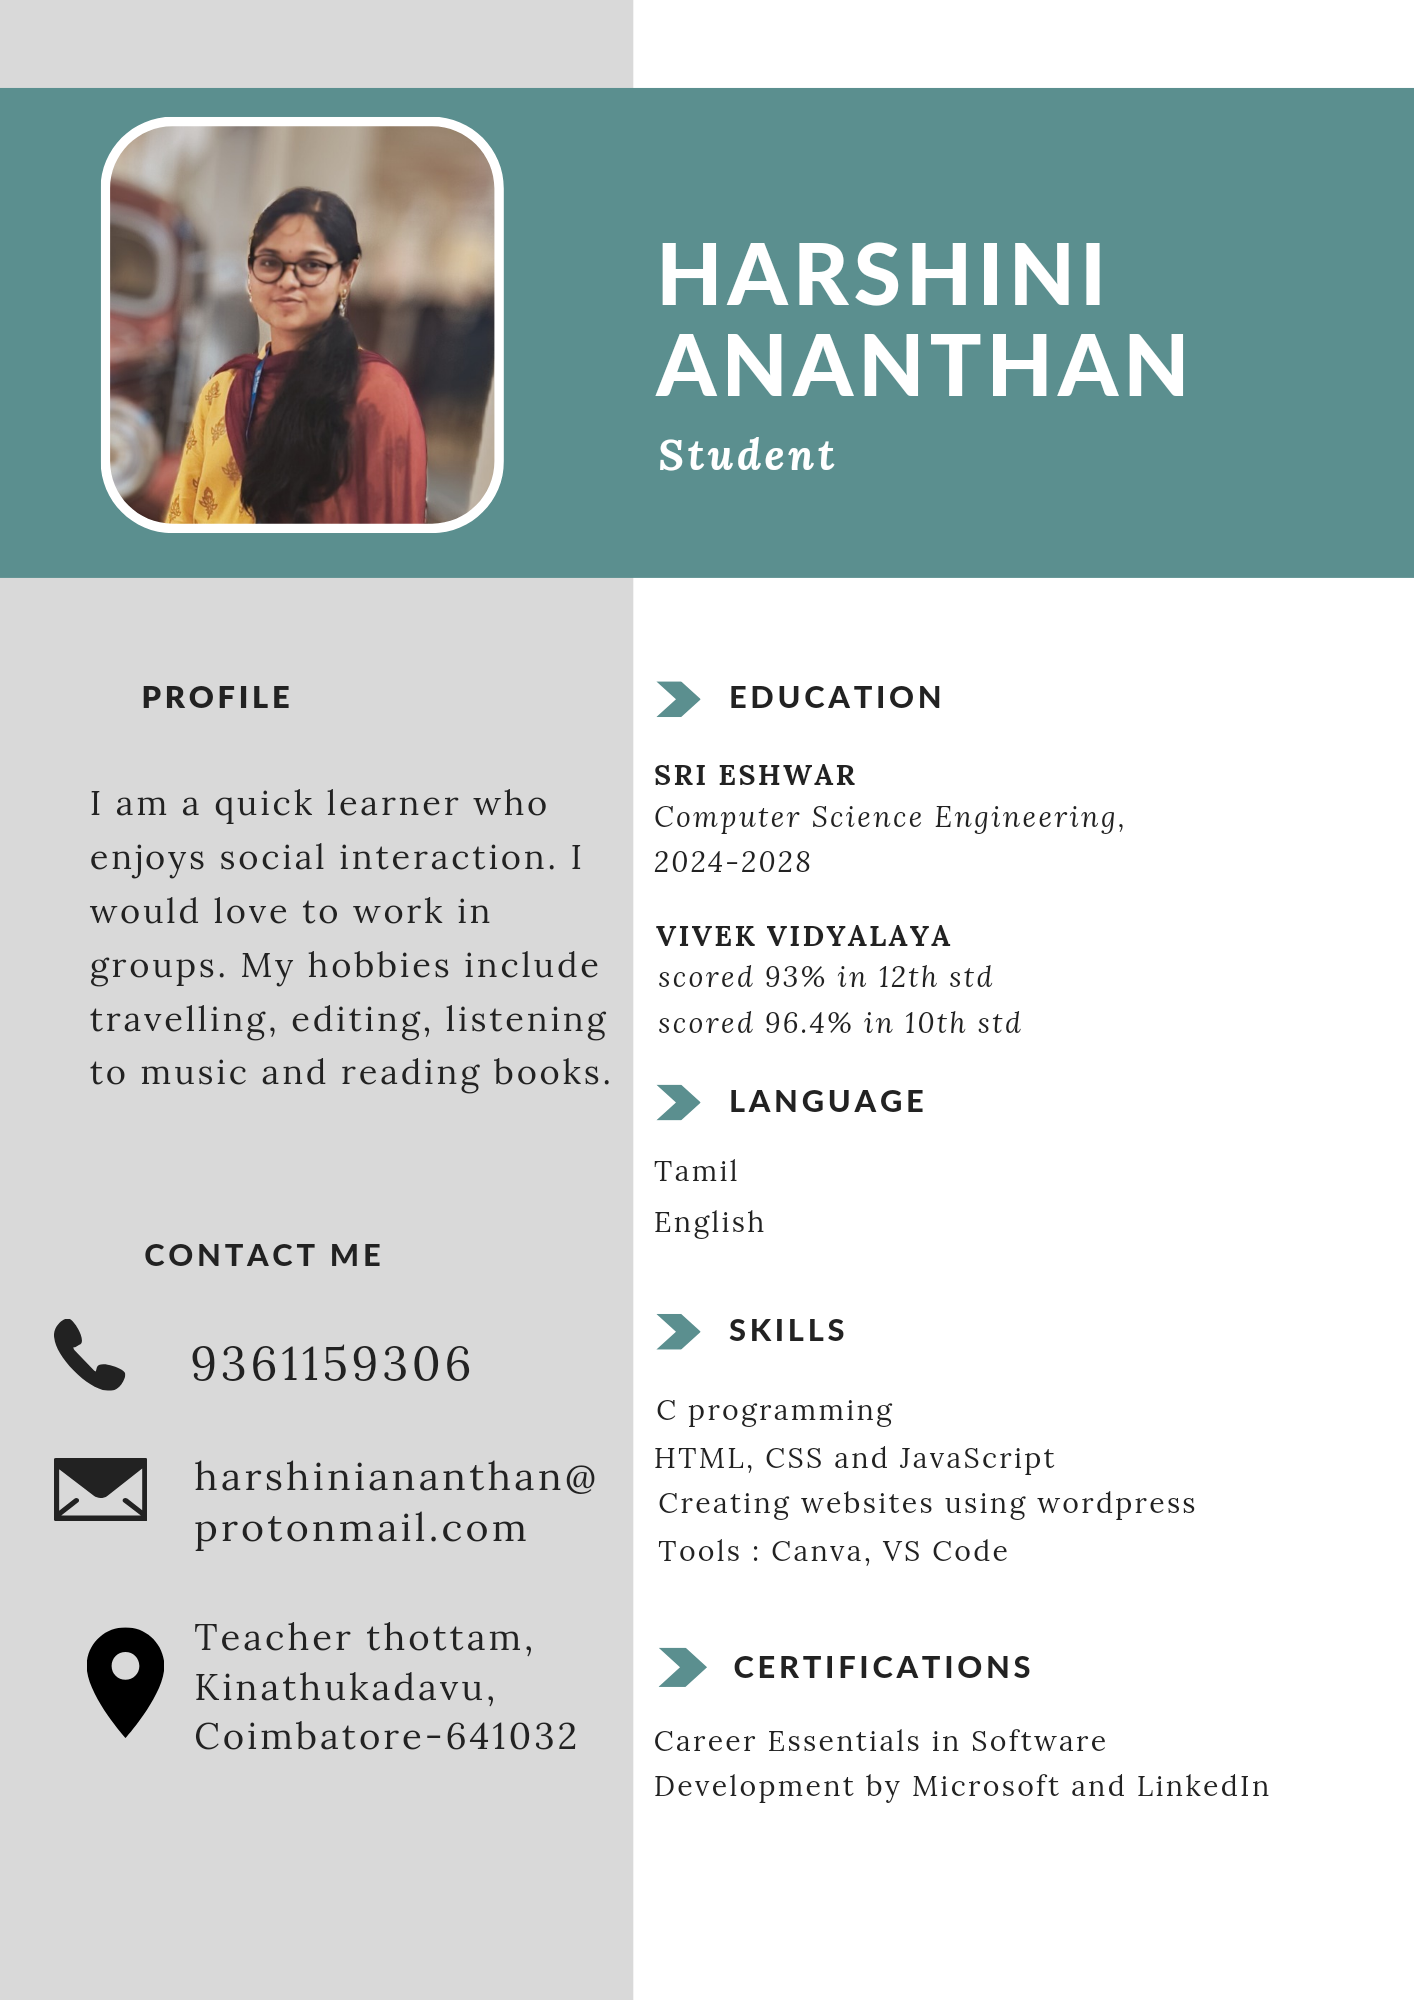 HARSHINI
ANANTHAN
Student
PROFILE
I am a quick learner who
enjoys social interaction. I
would love to work in
groups. My hobbies include
travelling, editing, listening
to music and reading books.
CONTACT ME
9361159306
harshiniananthan@
protonmail.com
Teacher thottam,
Kinathukadavu,
Coimbatore-641032
EDUCATION
SRI ESHWAR
Computer Science Engineering,
2024-2028
VIVEK VIDYALAYA
scored 93% in 12th std
scored 96.4% in 10th std
LANGUAGE
Tamil
English
SKILLS
C programming
HTML, CSS and JavaScript
Creating websites using wordpress
Tools : Canva, VS Code
CERTIFICATIONS
Career Essentials in Software
Development by Microsoft and LinkedIn